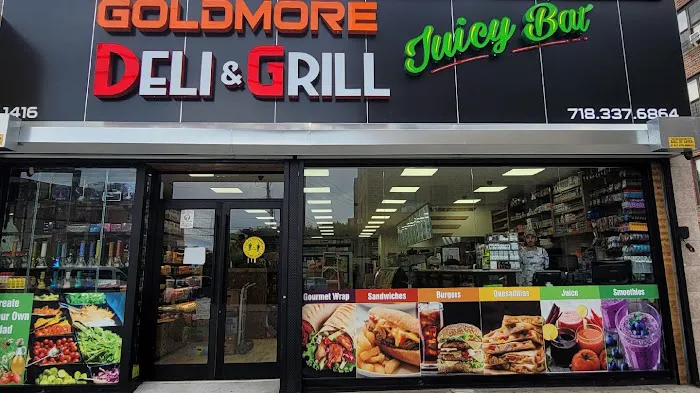 GOLDMORE
DELI & GRILL
Juicy Bar
1416
718.337.6864
Gourmet Wrap
Sandwiches
Burgers
Quesadillas
Juice
Smoothies
reate
our Own
lad